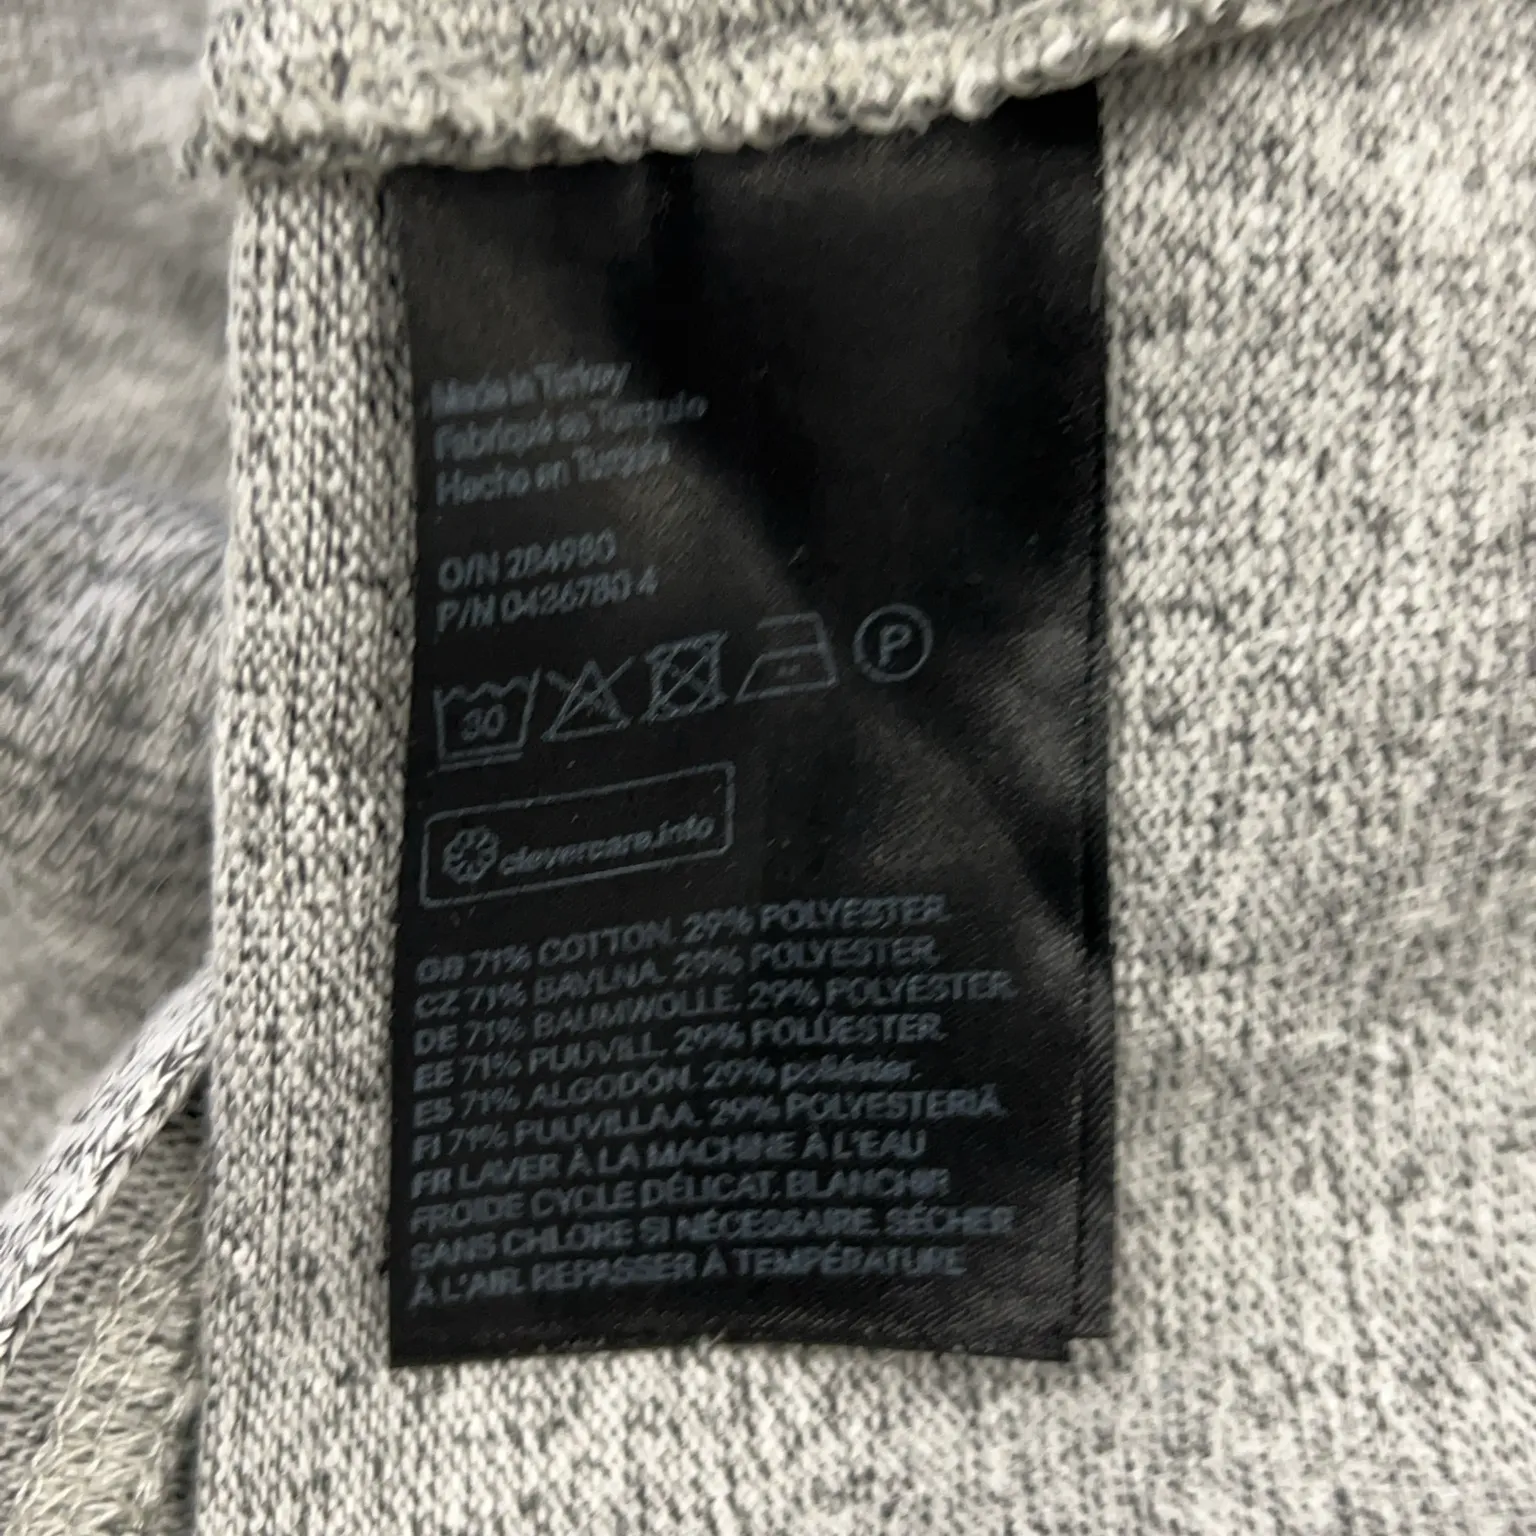 Made in Turkey
Fabriqué en Turquie
Hecho en Turquía
O/N 284980
P/N 0426780 4
30
P
clevercare.info
GB 71% COTTON. 29% POLYESTER.
CZ 71% BAVLNA. 29% POLYESTER.
DE 71% BAUMWOLLE. 29% POLYESTER.
EE 71% PUUVILL. 29% POLÜESTER.
ES 71% ALGODÓN. 29% poliéster.
FI 71% PUUVILLAA. 29% POLYESTERIÄ.
FR LAVER À LA MACHINE À L'EAU
FROIDE CYCLE DÉLICAT. BLANCHIR
SANS CHLORE SI NÉCESSAIRE. SÉCHER
À L'AIR. REPASSER À TEMPÉRATURE